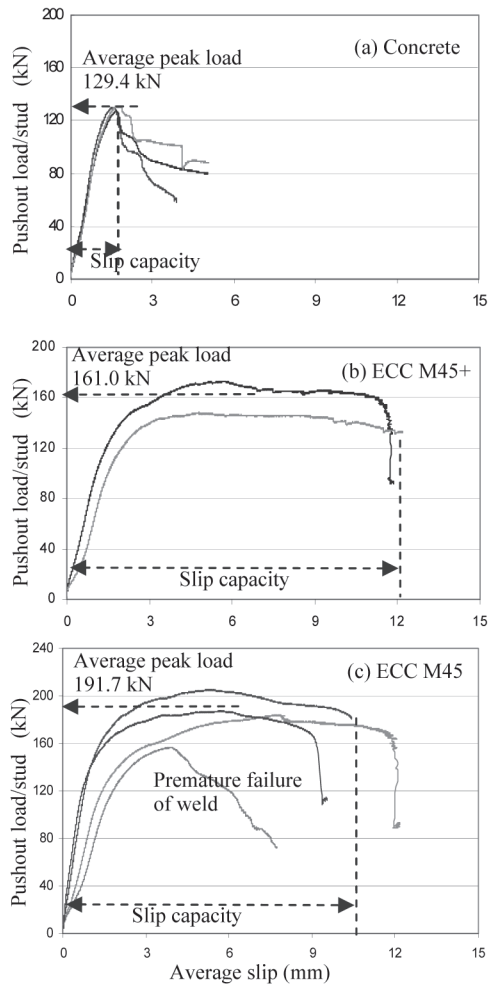 200
(a) Concrete
Average peak load
129.4 kN
160
120
80
40
0
Slip capacity
0 3 6 9 12 15
Pushout load/stud (kN)
200
Average peak load
161.0 kN
(b) ECC M45+
160
120
80
40
0
Slip capacity
0 3 6 9 12 15
Pushout load/stud (kN)
240
Average peak load
191.7 kN
(c) ECC M45
200
160
Premature failure
of weld
120
80
40
0
Slip capacity
0 3 6 9 12 15
Pushout load/stud (kN)
Average slip (mm)